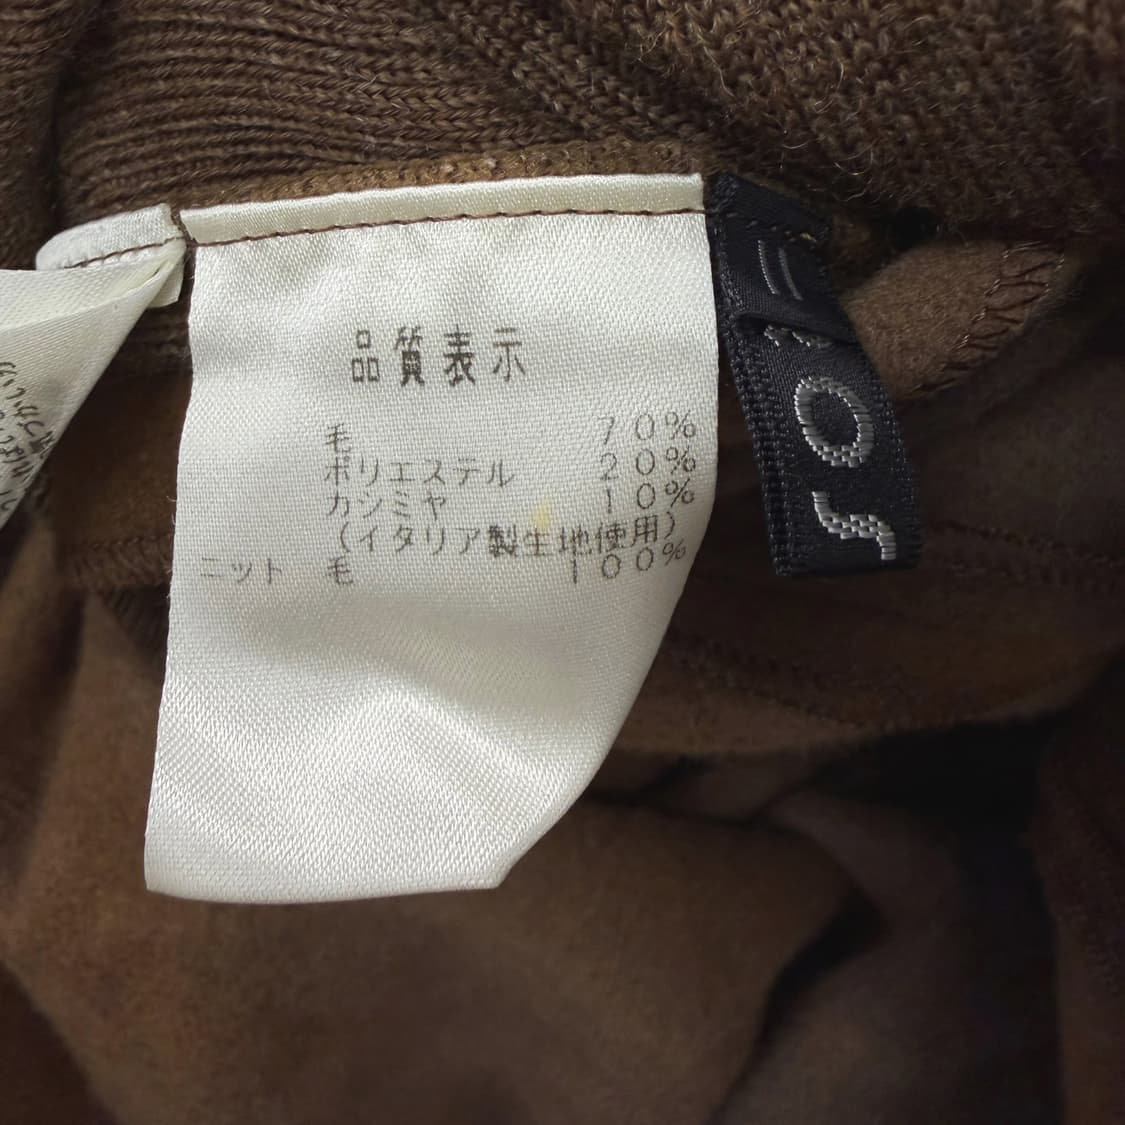 品質表示
毛 70%
ポリエステル 20%
カシミヤ 10%
(イタリア製生地使用)
ニット 毛 100%